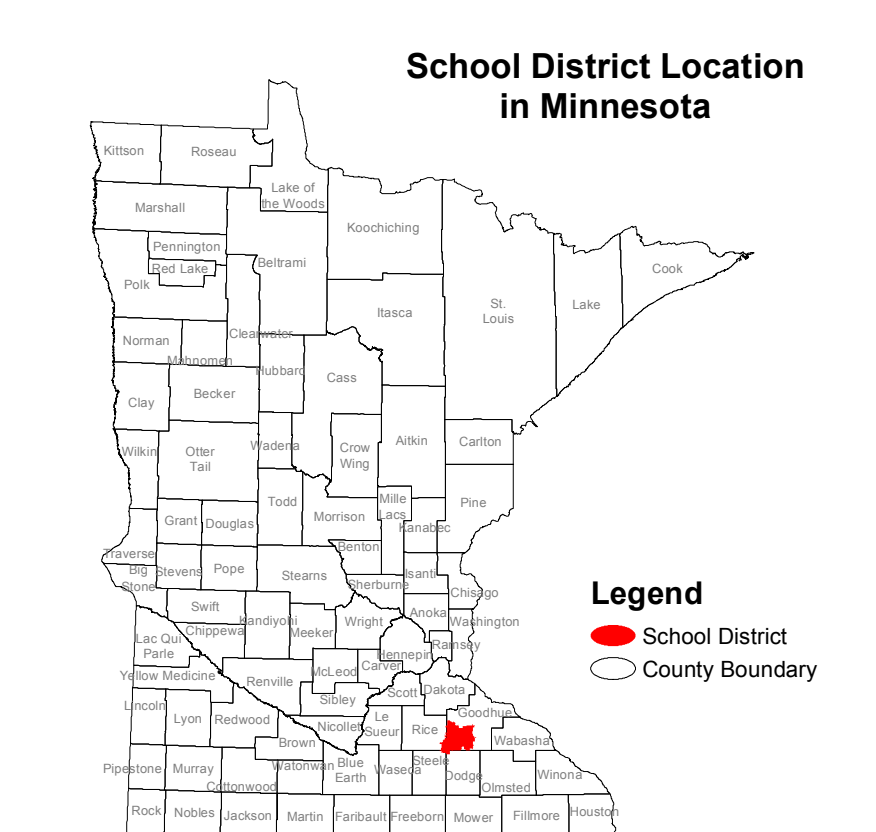 School District Location
in Minnesota
Kittson
Roseau
Lake of
the Woods
Marshall
Koochiching
Pennington
Red Lake
Beltrami
Polk
Cook
St.
Louis
Lake
Itasca
Norman
Clearwater
Mahnomen
Hubbard
Cass
Becker
Clay
Wilkin
Otter
Tail
Wadena
Crow
Wing
Aitkin
Carlton
Todd
Mille
Lacs
Pine
Grant
Douglas
Morrison
Kanabec
Traverse
Benton
Big
Stone
Stevens
Pope
Stearns
Sherburne
Isanti
Chisago
Swift
Kandiyohi
Wright
Anoka
Washington
Lac Qui
Parle
Chippewa
Meeker
Hennepin
Ramsey
Yellow Medicine
Renville
McLeod
Carver
Scott
Dakota
Lincoln
Lyon
Redwood
Sibley
Nicollet
Le
Sueur
Rice
Goodhue
Wabasha
Brown
Pipestone
Murray
Cottonwood
Watonwan
Blue
Earth
Waseca
Steele
Dodge
Olmsted
Winona
Rock
Nobles
Jackson
Martin
Faribault
Freeborn
Mower
Fillmore
Houston
Legend
School District
County Boundary